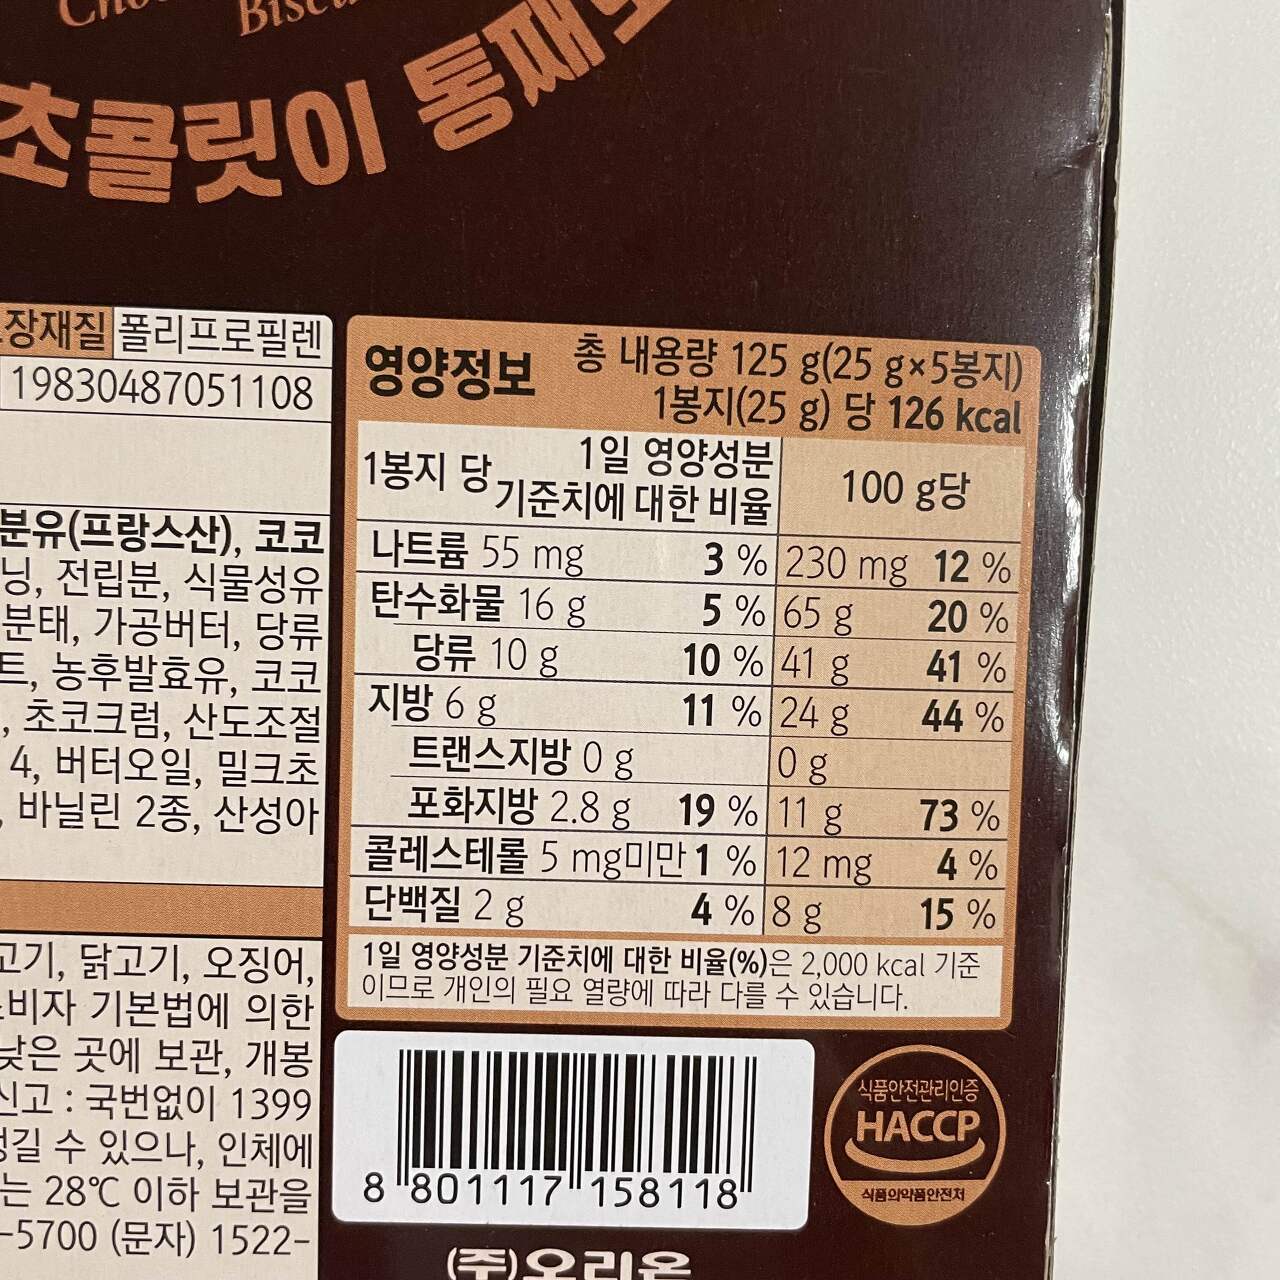 초콜릿이 통째로
장재질 폴리프로필렌
19830487051108
분유(프랑스산), 코코
닝, 전립분, 식물성유
분태, 가공버터, 당류
트, 농후발효유, 코코
, 초코크럼, 산도조절
4, 버터오일, 밀크초
, 바닐린 2종, 산성아
고기, 닭고기, 오징어,
비자 기본법에 의한
낮은 곳에 보관, 개봉
신고 : 국번없이 1399
생길 수 있으나, 인체에
는 28℃ 이하 보관을
-5700 (문자) 1522-
영양정보
총 내용량 125 g(25 g×5봉지)
1봉지(25 g) 당 126 kcal
1봉지 당 1일 영양성분 기준치에 대한 비율 100 g당
나트륨 55 mg 3 % 230 mg 12 %
탄수화물 16 g 5 % 65 g 20 %
당류 10 g 10 % 41 g 41 %
지방 6 g 11 % 24 g 44 %
트랜스지방 0 g 0 g
포화지방 2.8 g 19 % 11 g 73 %
콜레스테롤 5 mg미만 1 % 12 mg 4 %
단백질 2 g 4 % 8 g 15 %
1일 영양성분 기준치에 대한 비율(%)은 2,000 kcal 기준
이므로 개인의 필요 열량에 따라 다를 수 있습니다.
8 801117 158118
식품안전관리인증
HACCP
식품의약품안전처
(주)오리온